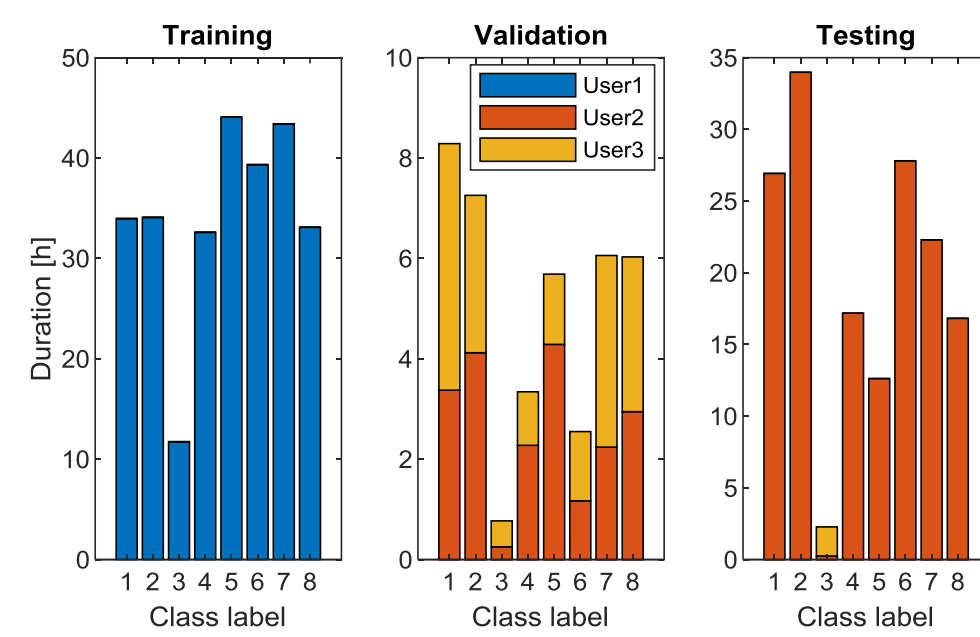 Training
50
40
30
20
10
0
Duration [h]
1 2 3 4 5 6 7 8
Class label
Validation
10
8
6
4
2
0
User1
User2
User3
1 2 3 4 5 6 7 8
Class label
Testing
35
30
25
20
15
10
5
0
1 2 3 4 5 6 7 8
Class label